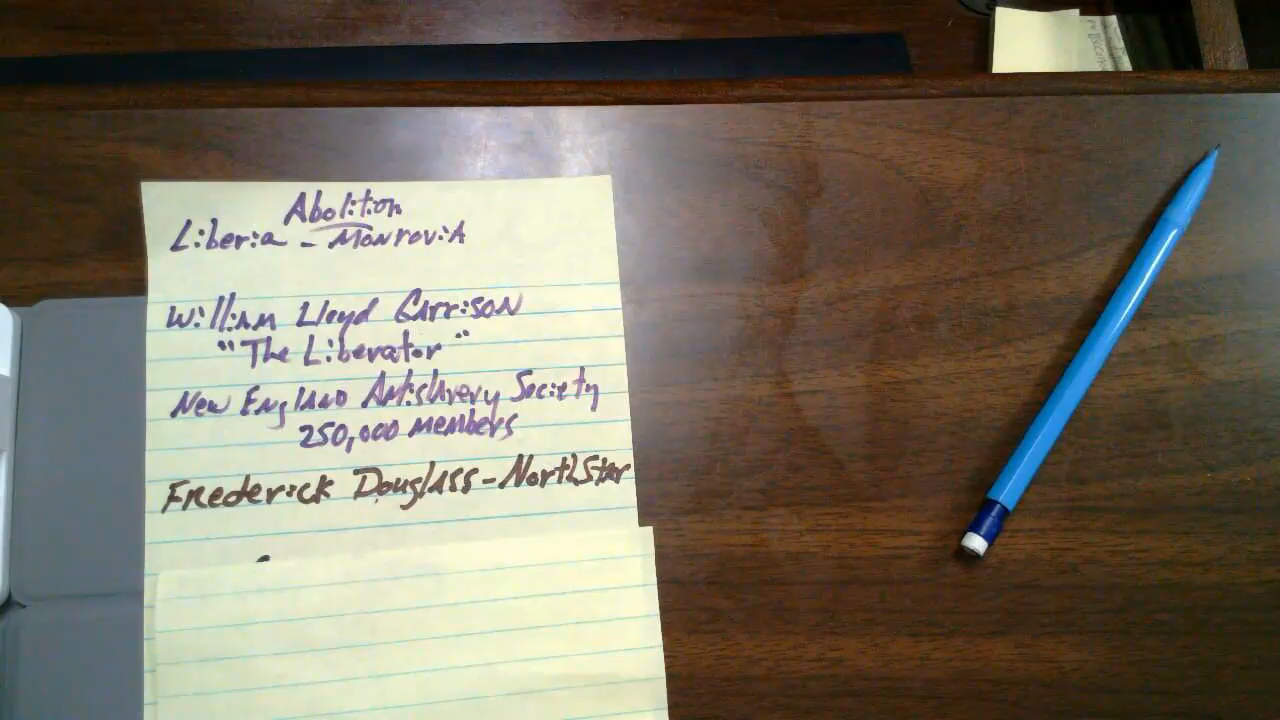 Abolition
Liberia - Monrovia
William Lloyd Garrison
"The Liberator"
New England Antislavery Society
250,000 members
Frederick Douglass - North Star